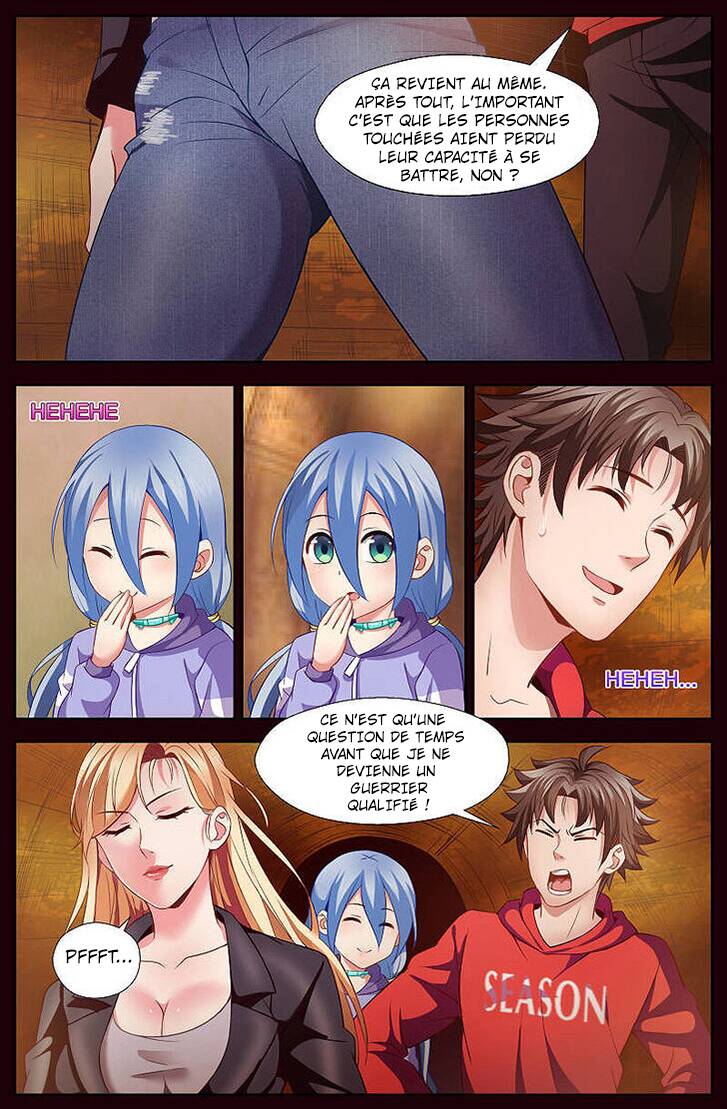 ÇA REVIENT AU MÊME.
APRÈS TOUT, L'IMPORTANT
C'EST QUE LES PERSONNES
TOUCHÉES AIENT PERDU
LEUR CAPACITÉ À SE
BATTRE, NON ?
HEHEHE
HEHEH...
CE N'EST QU'UNE
QUESTION DE TEMPS
AVANT QUE JE NE
DEVIENNE UN
GUERRIER
QUALIFIÉ !
PFFFT...
SEASON